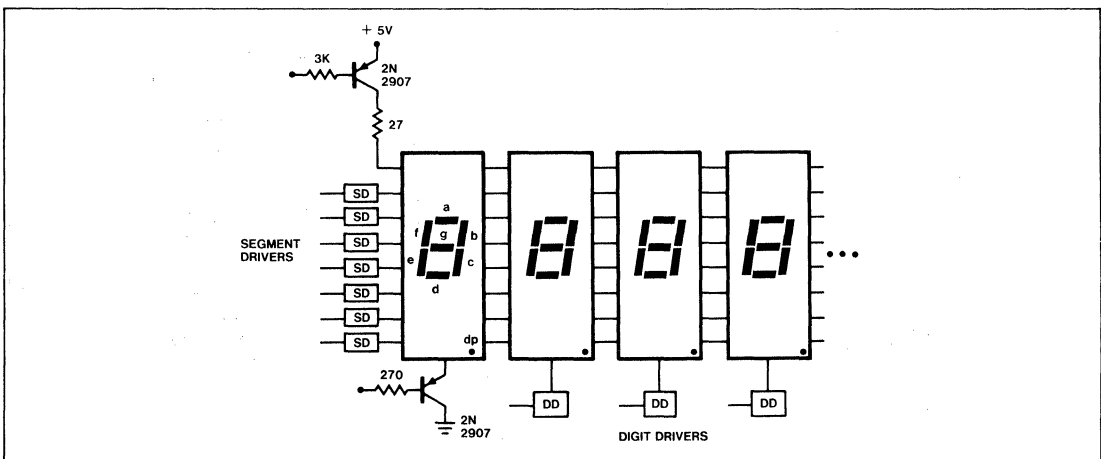 + 5V
3K
2N
2907
27
SD
SD
SD
SD
SD
SD
SD
SEGMENT
DRIVERS
a
f
g
b
e
c
d
dp
270
2N
2907
DD
DD
DD
DIGIT DRIVERS